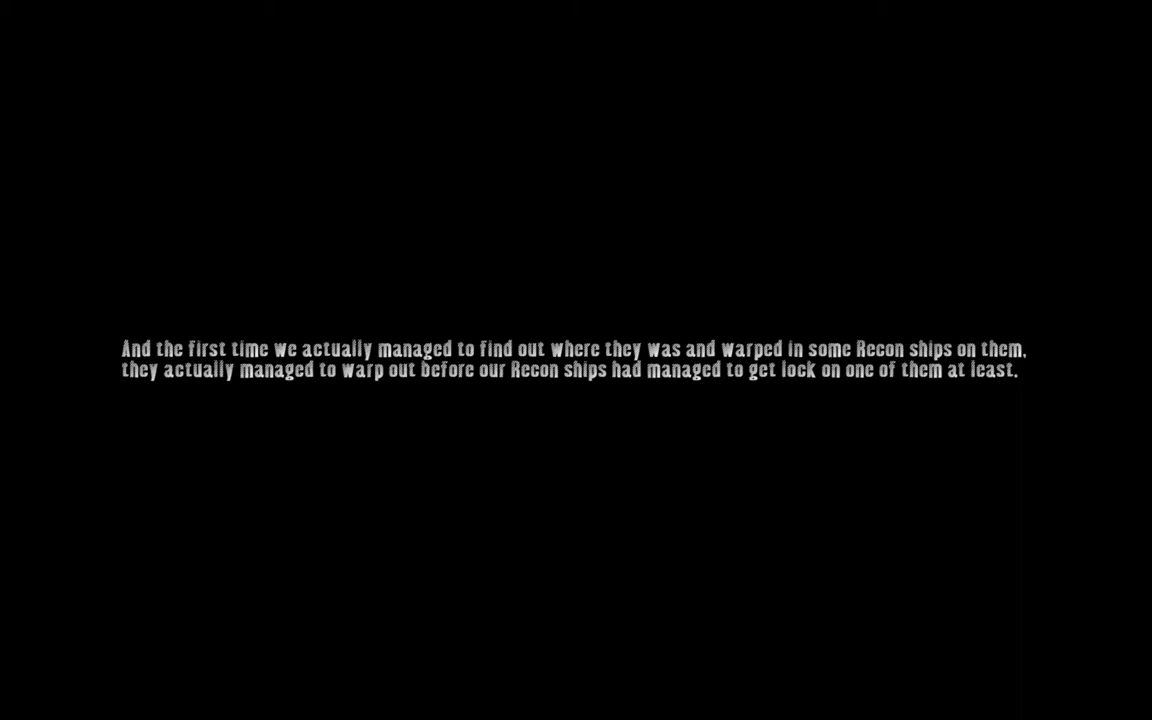 And the first time we actually managed to find out where they was and warped in some Recon ships on them,
they actually managed to warp out before our Recon ships had managed to get lock on one of them at least.